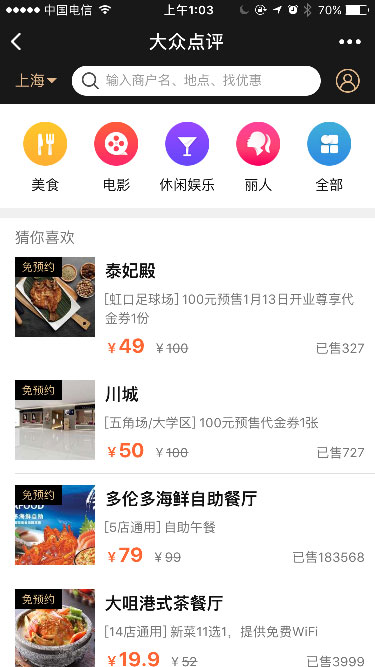 中国电信 上午1:03 70%
大众点评
上海 输入商户名、地点、找优惠
美食 电影 休闲娱乐 丽人 全部
猜你喜欢
免预约
泰妃殿
[虹口足球场] 100元预售1月13日开业尊享代
金券1份
¥49 ¥100 已售327
免预约
川城
[五角场/大学区] 100元预售代金券1张
¥50 ¥100 已售727
免预约
多伦多海鲜自助餐厅
[5店通用] 自助午餐
¥79 ¥99 已售183568
免预约
大咀港式茶餐厅
[14店通用] 新菜11选1，提供免费WiFi
¥19.9 ¥52 已售3999